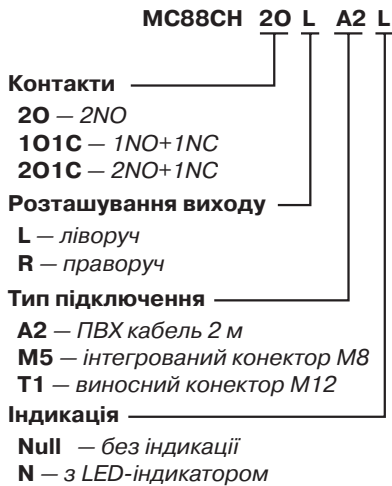 MC88CH 2O L A2 L
Контакти
2O — 2NO
1O1C — 1NO+1NC
2O1C — 2NO+1NC
Розташування виходу
L — ліворуч
R — праворуч
Тип підключення
A2 — ПВХ кабель 2 м
M5 — інтегрований конектор M8
T1 — виносний конектор M12
Індикація
Null — без індикації
N — з LED-індикатором